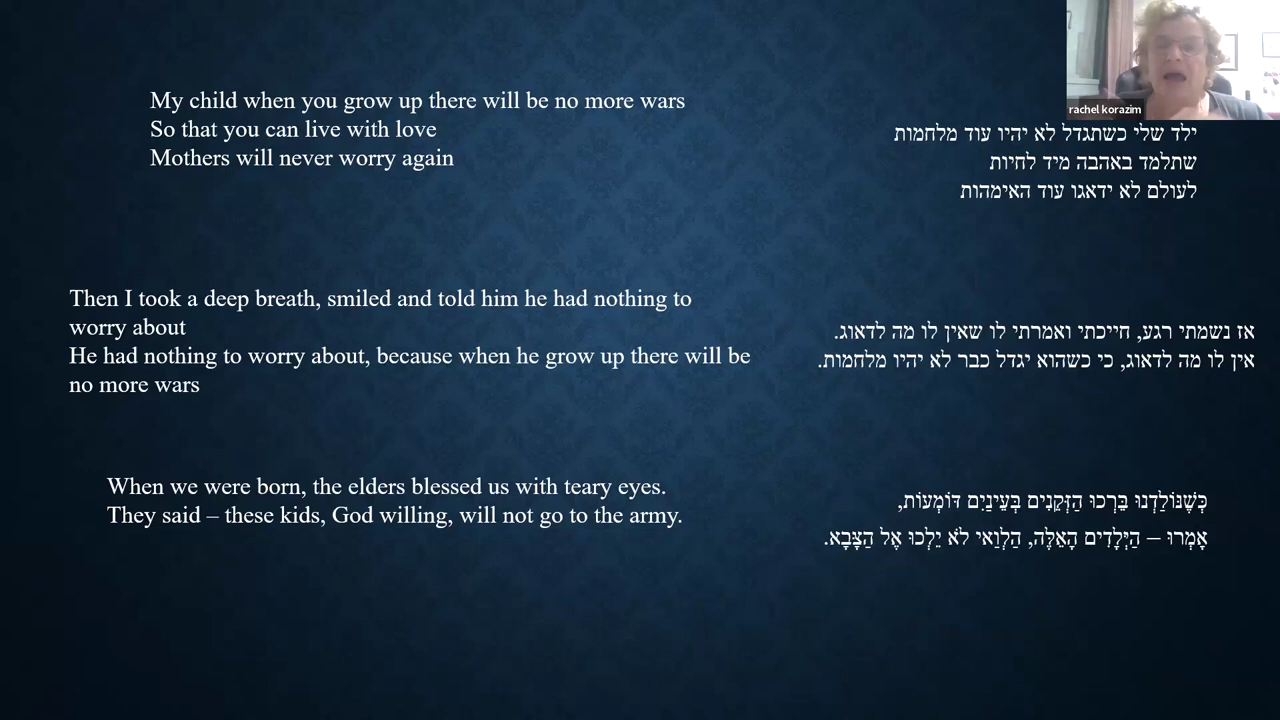 rachel korazim
My child when you grow up there will be no more wars
So that you can live with love
Mothers will never worry again
ילד שלי כשתגדל לא יהיו עוד מלחמות
שתלמד באהבה מיד לחיות
לעולם לא ידאגו עוד האימהות
Then I took a deep breath, smiled and told him he had nothing to
worry about
He had nothing to worry about, because when he grow up there will be
no more wars
אז נשמתי רגע, חייכתי ואמרתי לו שאין לו מה לדאוג.
אין לו מה לדאוג, כי כשהוא יגדל כבר לא יהיו מלחמות.
When we were born, the elders blessed us with teary eyes.
They said – these kids, God willing, will not go to the army.
כְּשֶׁנּוֹלַדְנוּ בֵּרְכוּ הַזְּקֵנִים בְּעֵינַיִם דּוֹמְעוֹת,
אָמְרוּ – הַיְּלָדִים הָאֵלֶּה, הַלְוַאי לֹא יֵלְכוּ אֶל הַצָּבָא.